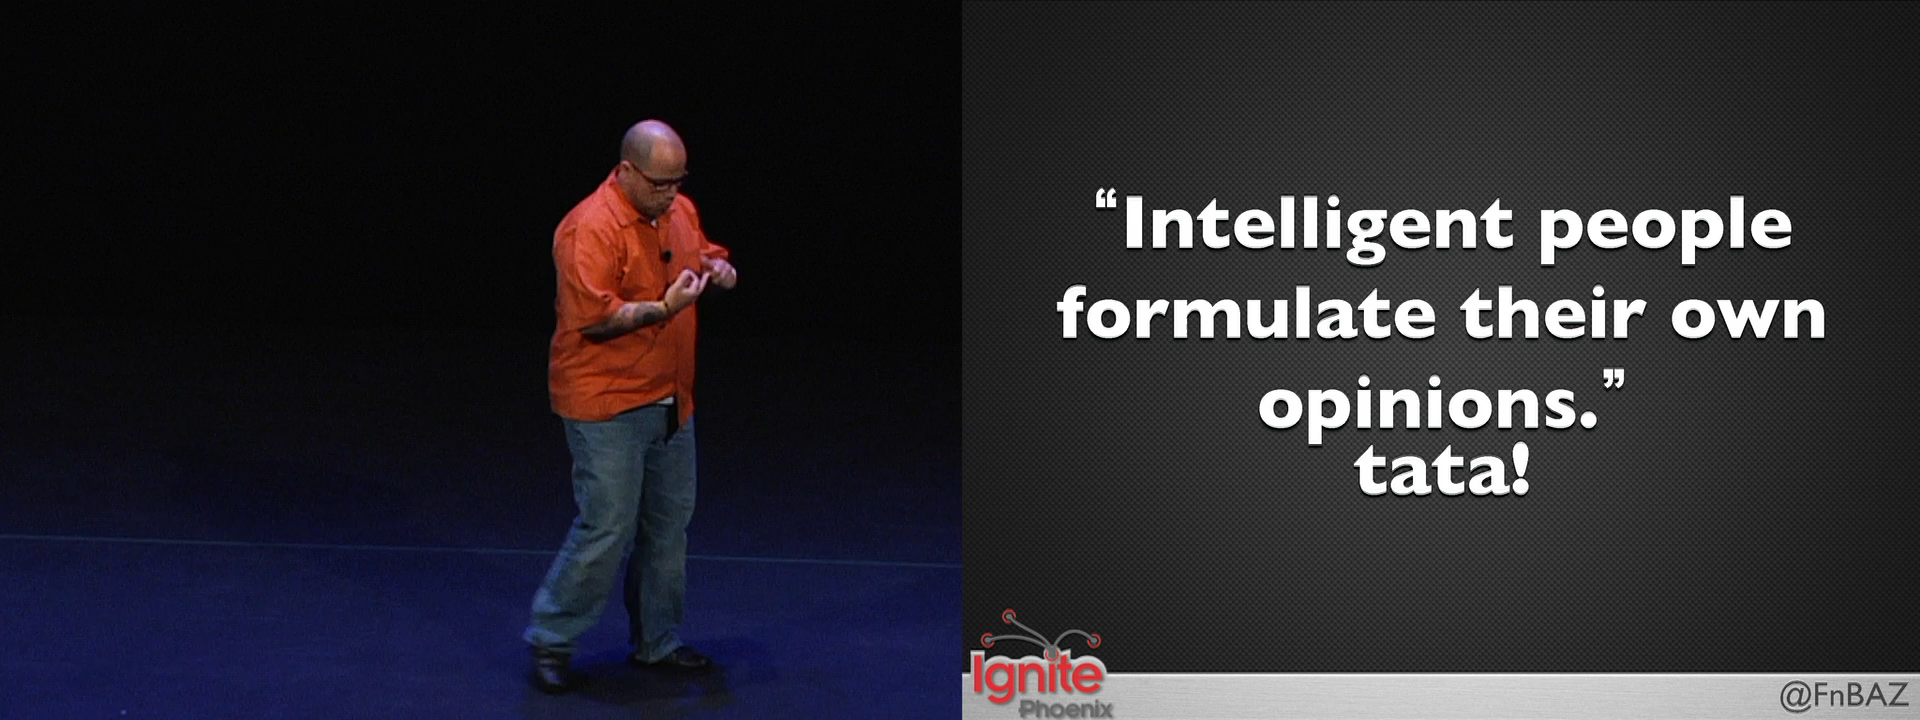 “Intelligent people
formulate their own
opinions.”
tata!
Ignite
Phoenix
@FnBAZ